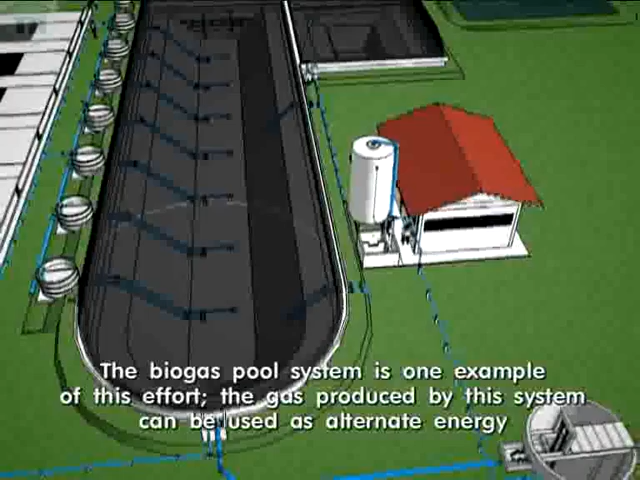 The biogas pool system is one example
of this effort; the gas produced by this system
can be used as alternate energy